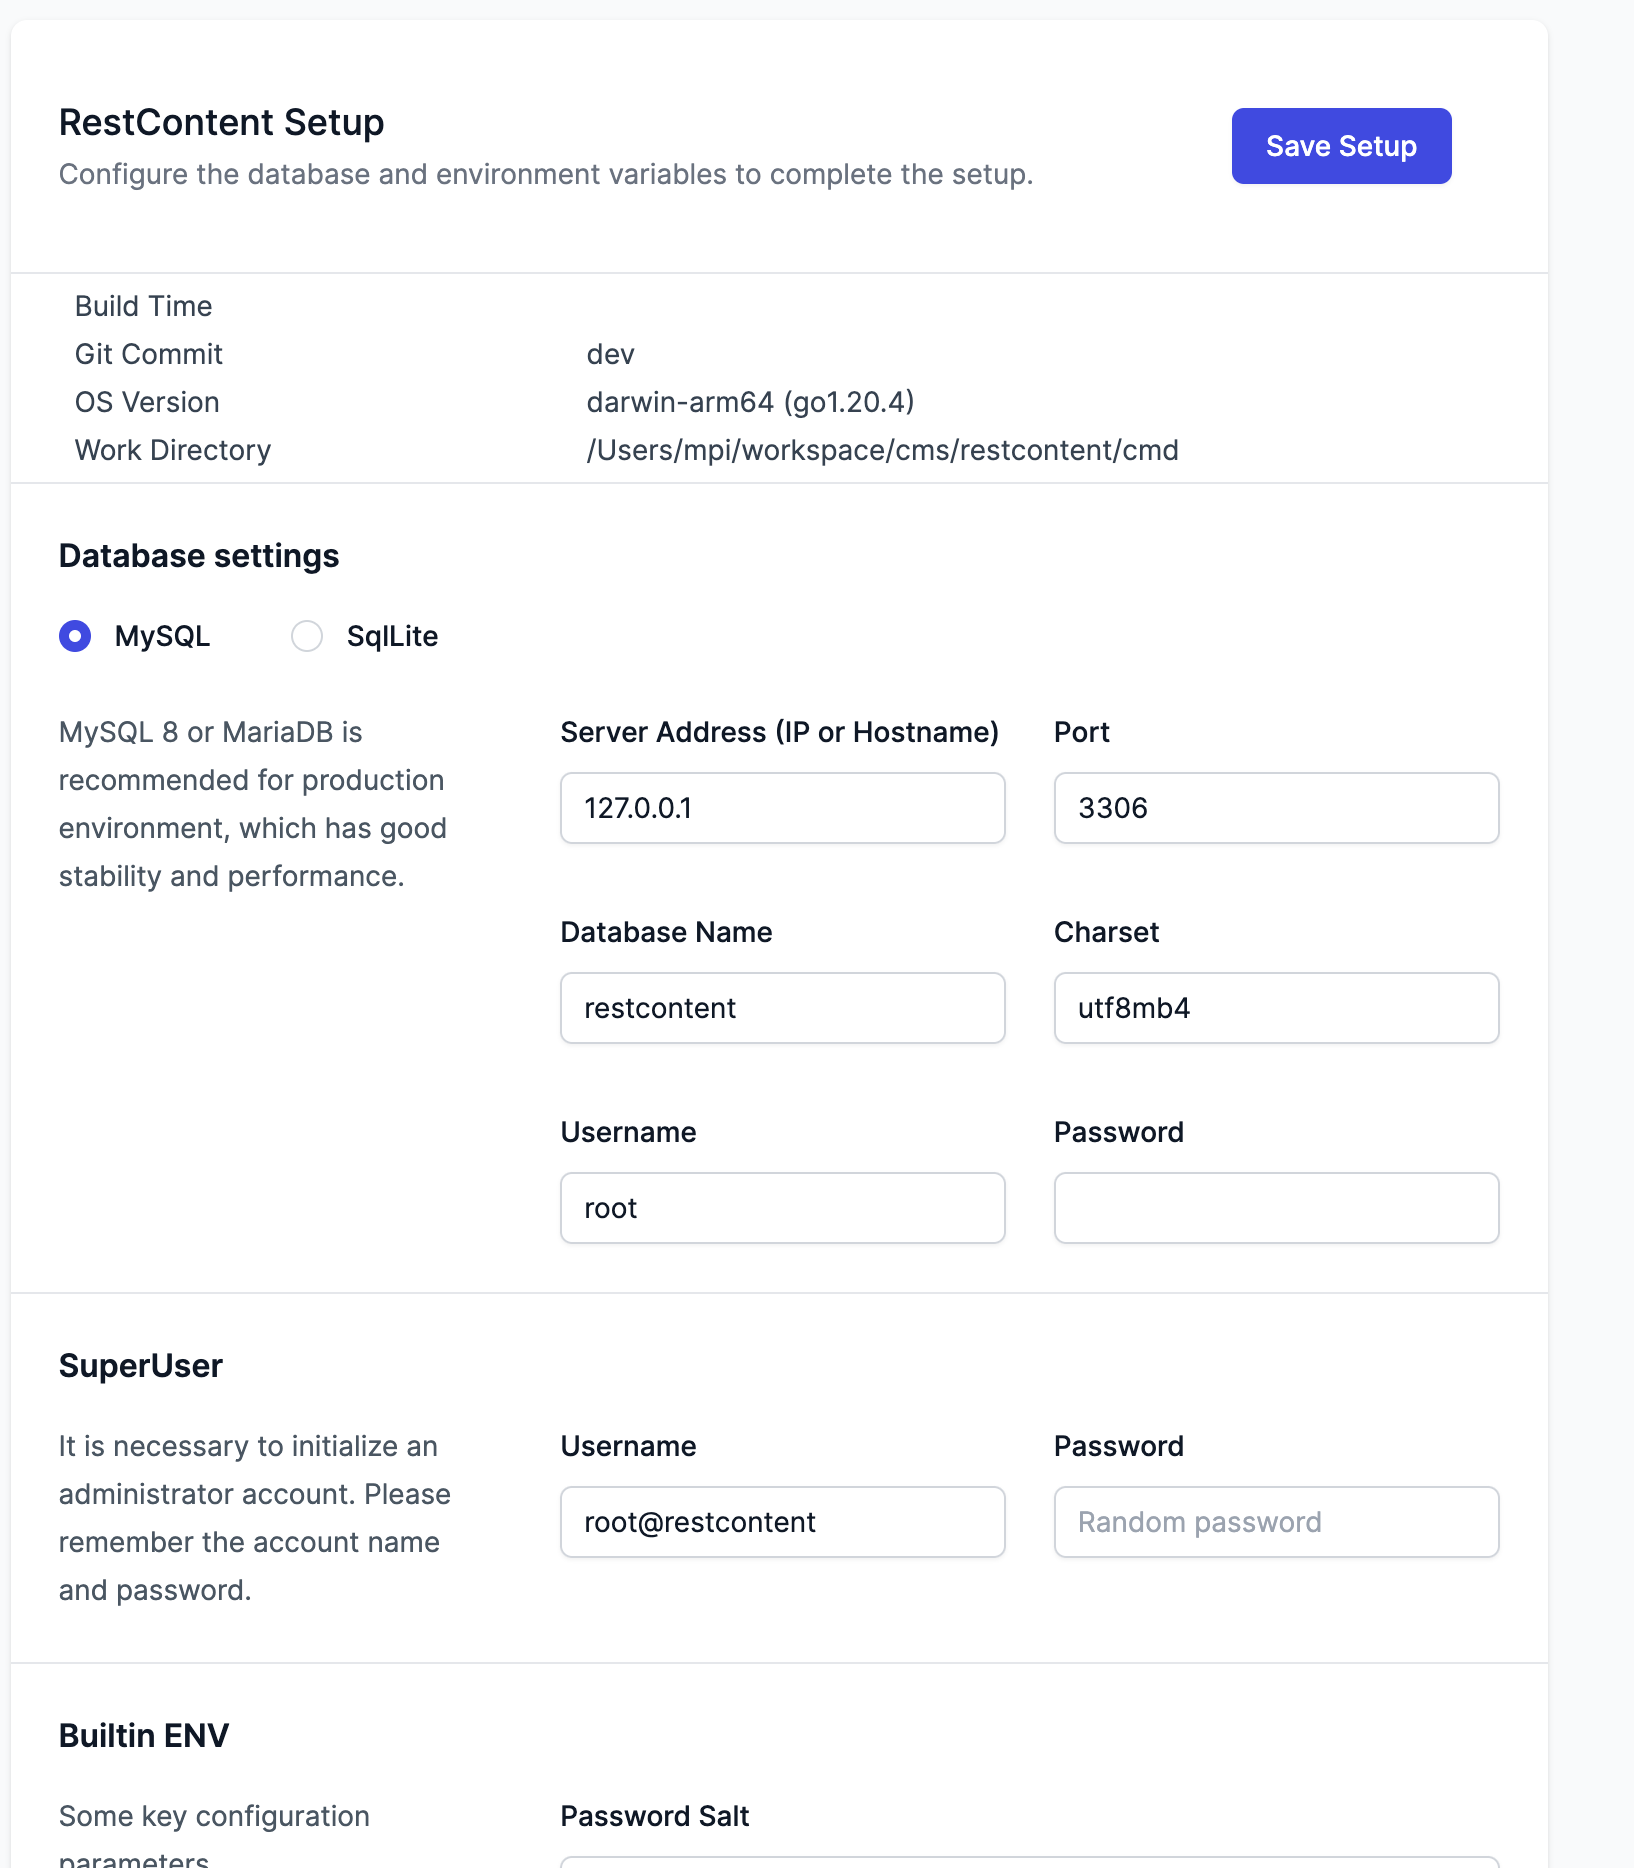 RestContent Setup
Configure the database and environment variables to complete the setup.
Save Setup
Build Time
Git Commit dev
OS Version darwin-arm64 (go1.20.4)
Work Directory /Users/mpi/workspace/cms/restcontent/cmd
Database settings
MySQL SqlLite
MySQL 8 or MariaDB is
recommended for production
environment, which has good
stability and performance.
Server Address (IP or Hostname) Port
127.0.0.1 3306
Database Name Charset
restcontent utf8mb4
Username Password
root
SuperUser
It is necessary to initialize an
administrator account. Please
remember the account name
and password.
Username Password
root@restcontent Random password
Builtin ENV
Some key configuration
parameters
Password Salt